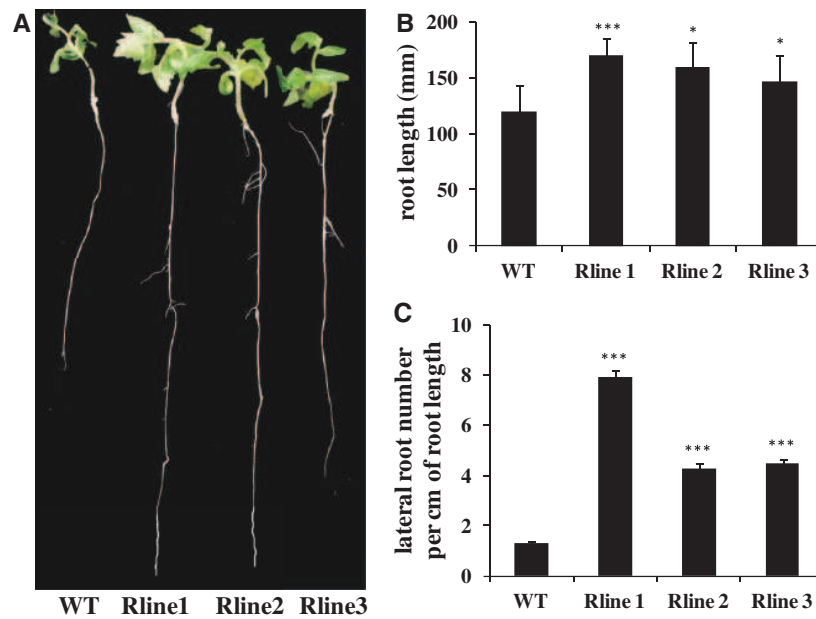 A
WT Rline1 Rline2 Rline3
B
root length (mm)
200
150
100
50
0
*** * *
WT Rline 1 Rline 2 Rline 3
C
lateral root number
per cm of root length
10
8
6
4
2
0
*** *** ***
WT Rline 1 Rline 2 Rline 3